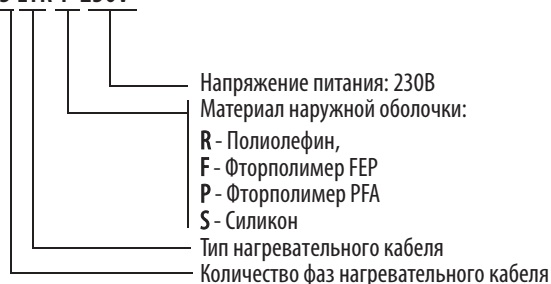 Напряжение питания: 230В
Материал наружной оболочки:
R - Полиолефин,
F - Фторполимер FEP
P - Фторполимер PFA
S - Силикон
Тип нагревательного кабеля
Количество фаз нагревательного кабеля